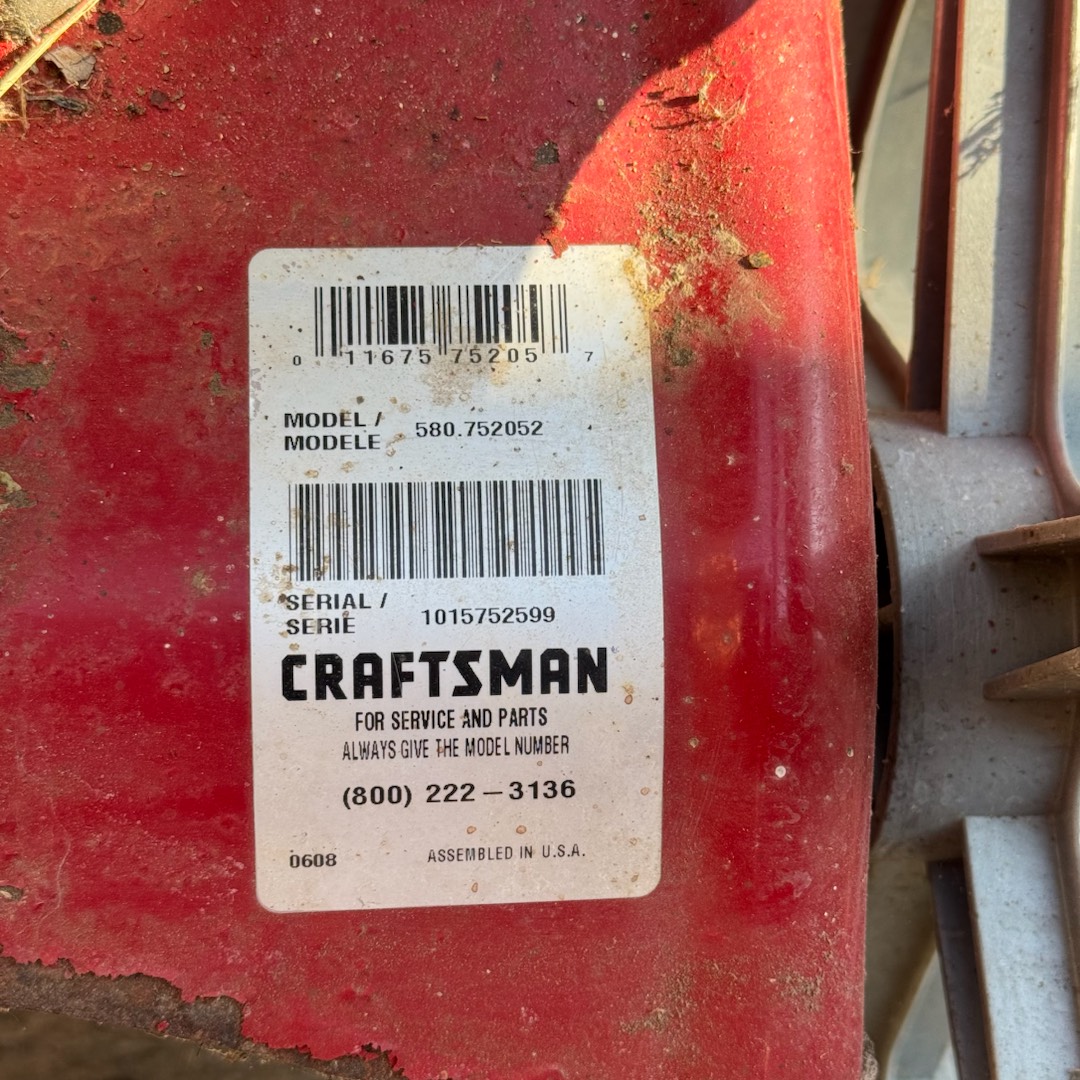 0 11675 75205 7
MODEL / MODELE 580.752052
SERIAL / SERIE 1015752599
CRAFTSMAN
FOR SERVICE AND PARTS
ALWAYS GIVE THE MODEL NUMBER
(800) 222 – 3136
0608 ASSEMBLED IN U.S.A.